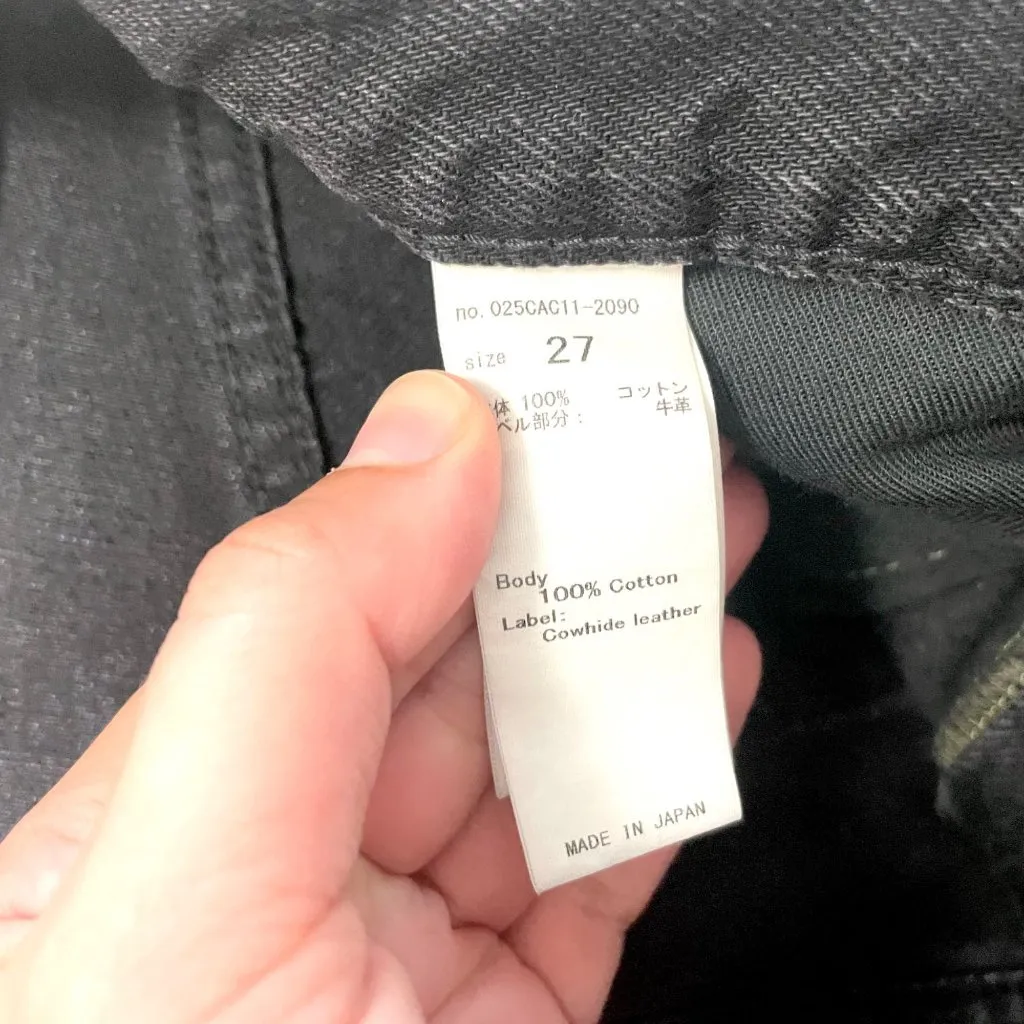 no. 025CAC11-2090
size 27
体 100% コットン
ベル部分： 牛革
Body
100% Cotton
Label:
Cowhide leather
MADE IN JAPAN